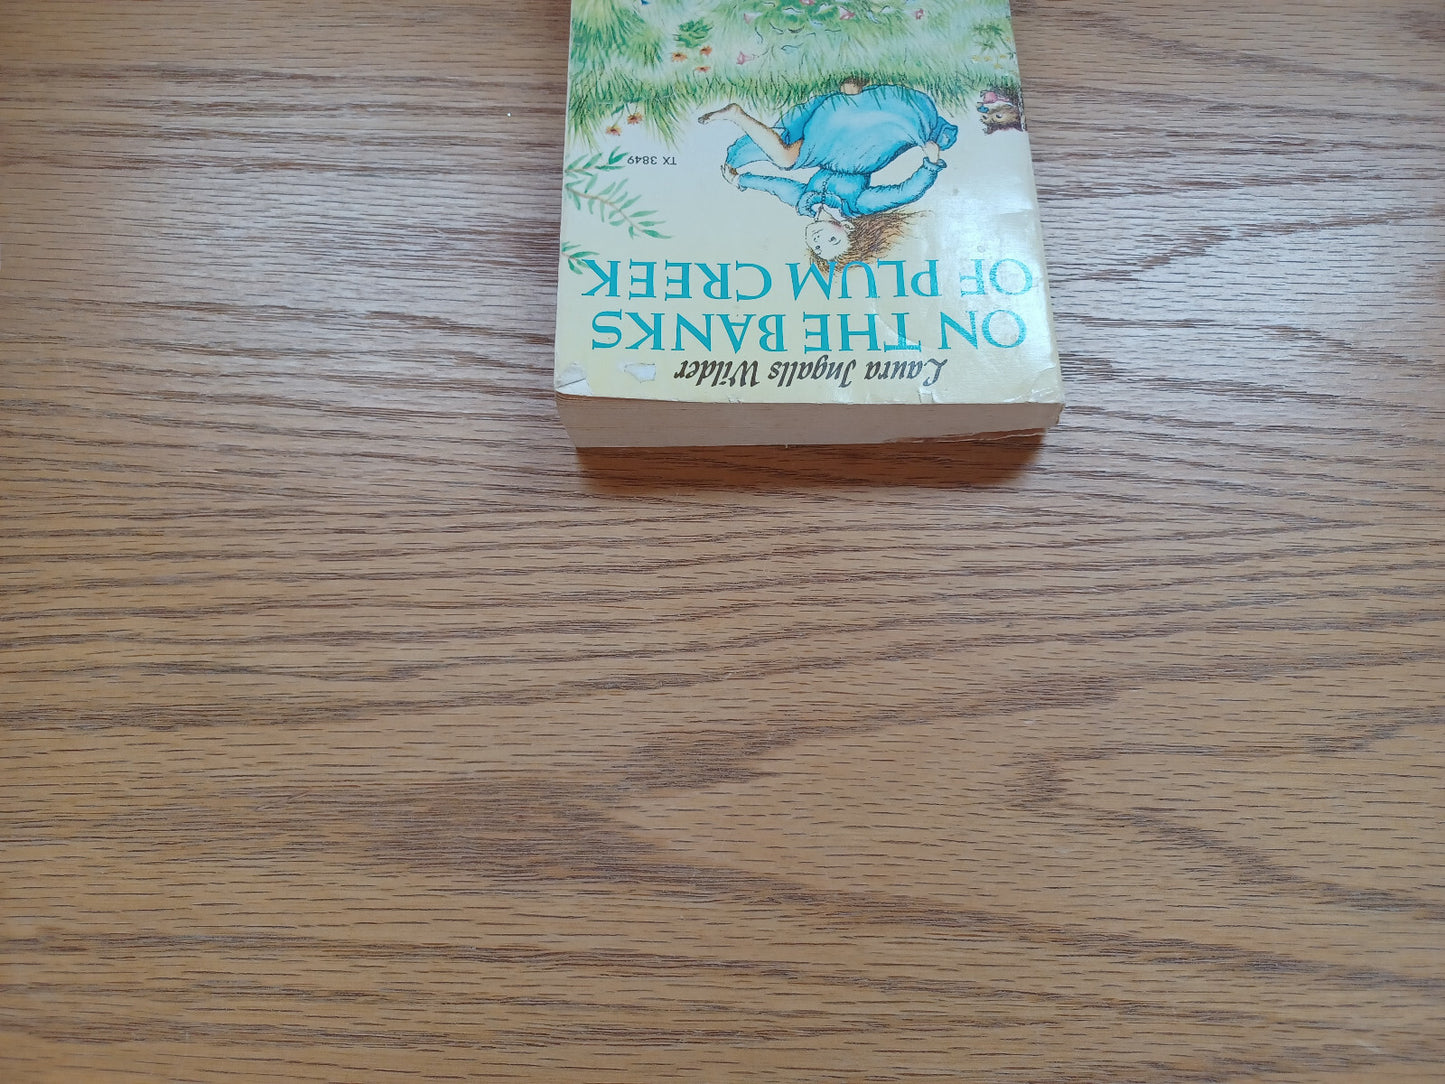 Laura Ingalls Wilder
ON THE BANKS
OF PLUM CREEK
TX 3849